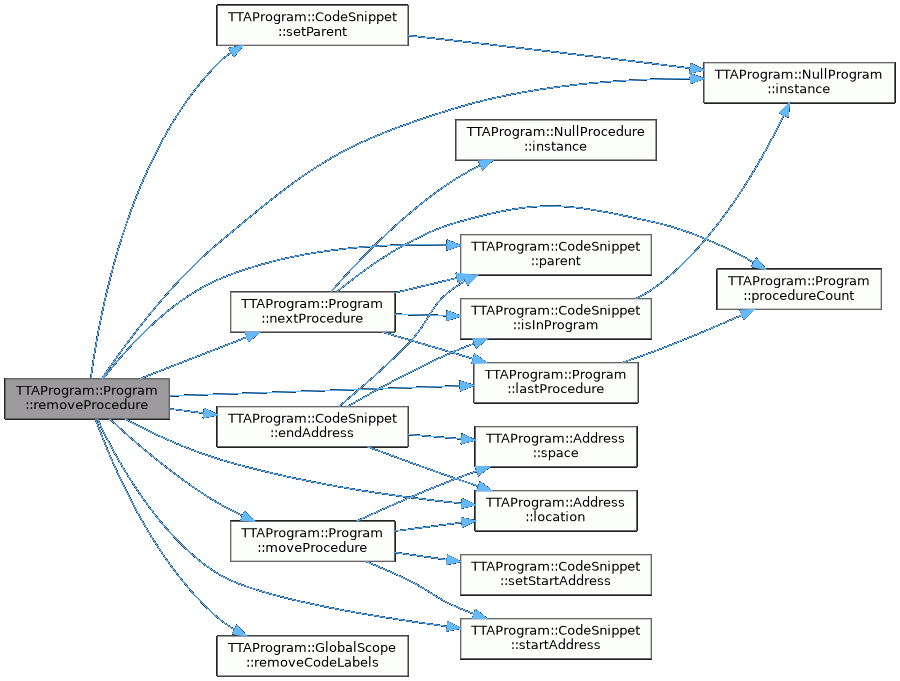 TTAProgram::CodeSnippet
::setParent
TTAProgram::NullProgram
::instance
TTAProgram::NullProcedure
::instance
TTAProgram::CodeSnippet
::parent
TTAProgram::Program
::procedureCount
TTAProgram::Program
::nextProcedure
TTAProgram::CodeSnippet
::isInProgram
TTAProgram::Program
::lastProcedure
TTAProgram::Program
::removeProcedure
TTAProgram::CodeSnippet
::endAddress
TTAProgram::Address
::space
TTAProgram::Address
::location
TTAProgram::Program
::moveProcedure
TTAProgram::CodeSnippet
::setStartAddress
TTAProgram::CodeSnippet
::startAddress
TTAProgram::GlobalScope
::removeCodeLabels